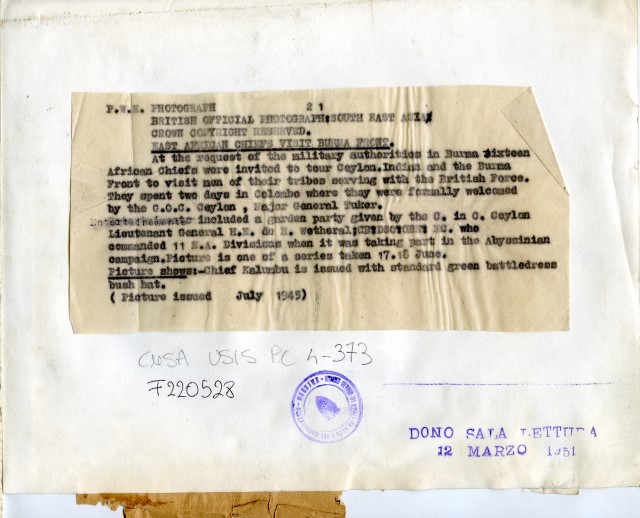 P.W.E. PHOTOGRAPH 21
BRITISH OFFICIAL PHOTOGRAPH:SOUTH EAST ASIA
CROWN COPYRIGHT RESERVED.
EAST AFRICAN CHIEFS VISIT BURMA FRONT.
At the request of the military authorities in Burma Sixteen
African Chiefs were invited to tour Ceylon.India and the Burma
Front to visit men of their tribes serving with the British Force.
They spent two days in Colombo where they were formally welcomed
by the G.O.C. Ceylon , Major General Tuker.
Entertainments included a garden party given by the C. in C. Ceylon
Lieutenant General H.E. de R. Wetheral, who
commanded 11 E.A. Divisions when it was taking part in the Abyssinian
campaign.Picture is one of a series taken 17.18 June.
Picture shows:-Chief Kalumbu is issued with standard green battledress
bush hat.
( Picture issued July 1945)
USIS PC 4-373
F220528
DONO SALA LETTURA
12 MARZO 1951